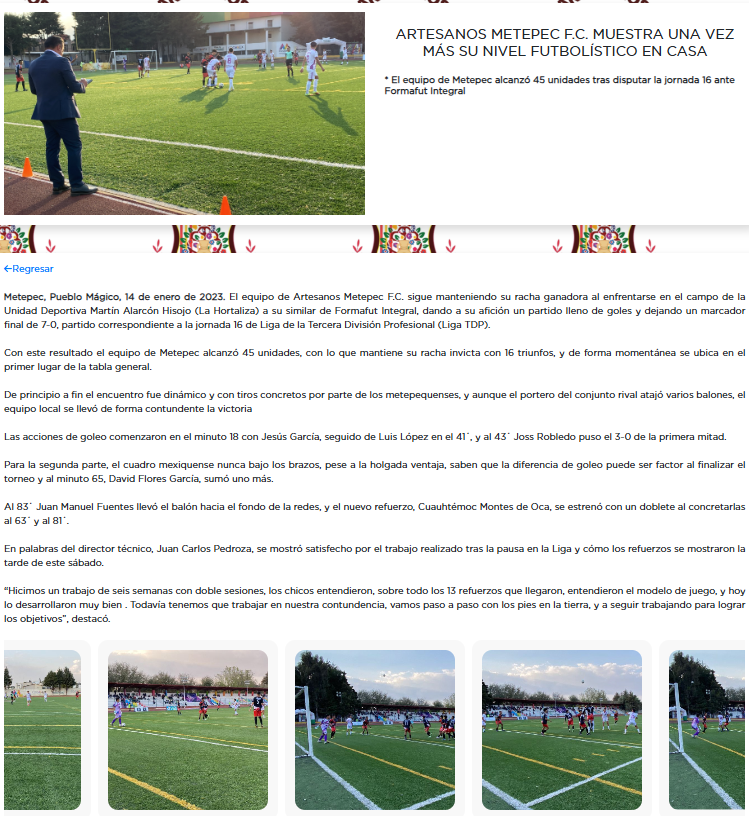 ARTESANOS METEPEC F.C. MUESTRA UNA VEZ
MÁS SU NIVEL FUTBOLÍSTICO EN CASA
* El equipo de Metepec alcanzó 45 unidades tras disputar la jornada 16 ante
Formafut Integral
←Regresar
Metepec, Pueblo Mágico, 14 de enero de 2023. El equipo de Artesanos Metepec F.C. sigue manteniendo su racha ganadora al enfrentarse en el campo de la
Unidad Deportiva Martín Alarcón Hisojo (La Hortaliza) a su similar de Formafut Integral, dando a su afición un partido lleno de goles y dejando un marcador
final de 7-0, partido correspondiente a la jornada 16 de Liga de la Tercera División Profesional (Liga TDP).
Con este resultado el equipo de Metepec alcanzó 45 unidades, con lo que mantiene su racha invicta con 16 triunfos, y de forma momentánea se ubica en el
primer lugar de la tabla general.
De principio a fin el encuentro fue dinámico y con tiros concretos por parte de los metepequenses, y aunque el portero del conjunto rival atajó varios balones, el
equipo local se llevó de forma contundente la victoria
Las acciones de goleo comenzaron en el minuto 18 con Jesús García, seguido de Luis López en el 41´, y al 43´ Joss Robledo puso el 3-0 de la primera mitad.
Para la segunda parte, el cuadro mexiquense nunca bajo los brazos, pese a la holgada ventaja, saben que la diferencia de goleo puede ser factor al finalizar el
torneo y al minuto 65, David Flores García, sumó uno más.
Al 83´ Juan Manuel Fuentes llevó el balón hacia el fondo de la redes, y el nuevo refuerzo, Cuauhtémoc Montes de Oca, se estrenó con un doblete al concretarlas
al 63´ y al 81´.
En palabras del director técnico, Juan Carlos Pedroza, se mostró satisfecho por el trabajo realizado tras la pausa en la Liga y cómo los refuerzos se mostraron la
tarde de este sábado.
“Hicimos un trabajo de seis semanas con doble sesiones, los chicos entendieron, sobre todo los 13 refuerzos que llegaron, entendieron el modelo de juego, y hoy
lo desarrollaron muy bien . Todavía tenemos que trabajar en nuestra contundencia, vamos paso a paso con los pies en la tierra, y a seguir trabajando para lograr
los objetivos”, destacó.